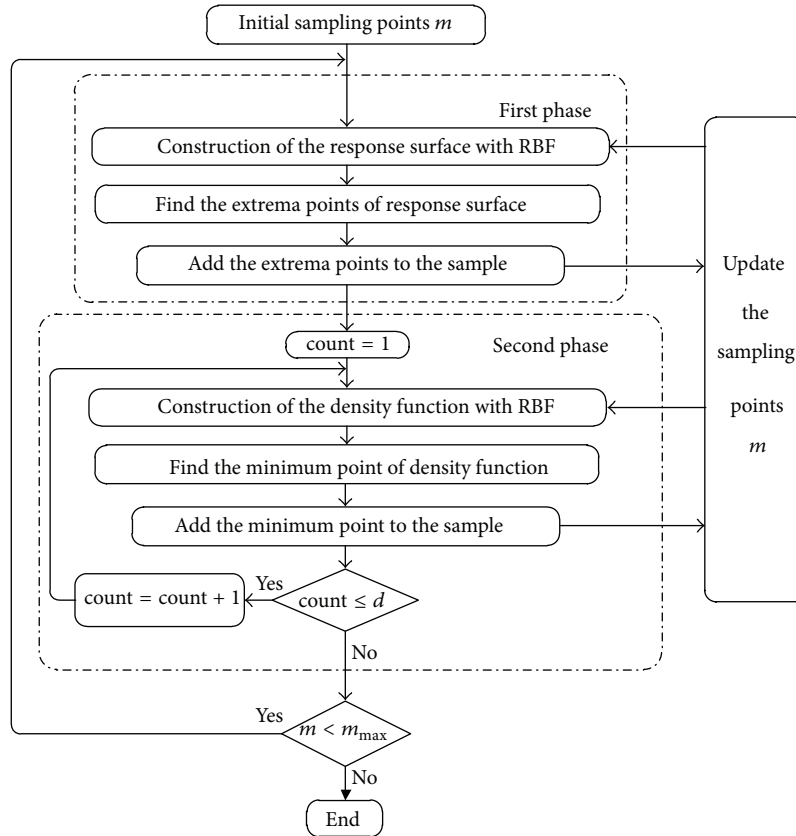 Initial sampling points m
First phase
Construction of the response surface with RBF
Find the extrema points of response surface
Add the extrema points to the sample
Update
the
sampling
points
m
count = 1
Second phase
Construction of the density function with RBF
Find the minimum point of density function
Add the minimum point to the sample
count = count + 1
Yes
count ≤ d
No
Yes
m < m_max
No
End